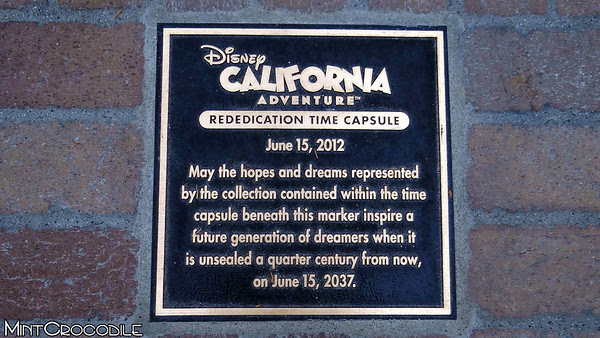 Disney
CALIFORNIA
ADVENTURE™
REDEDICATION TIME CAPSULE
June 15, 2012
May the hopes and dreams represented
by the collection contained within the time
capsule beneath this marker inspire a
future generation of dreamers when it
is unsealed a quarter century from now,
on June 15, 2037.
MINTCROCODILE